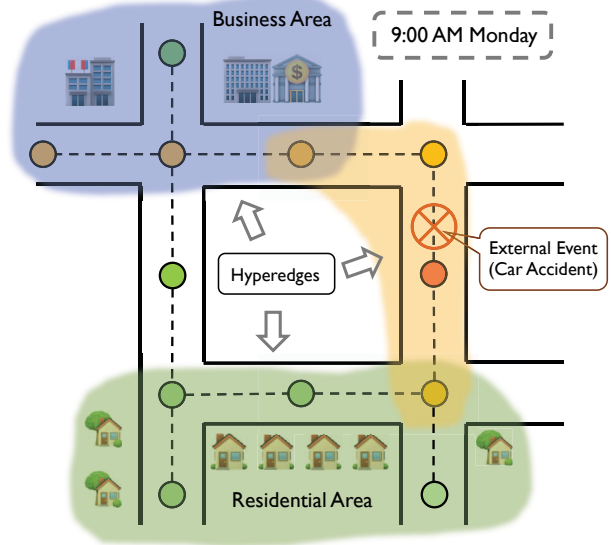 Business Area
9:00 AM Monday
$
External Event
(Car Accident)
Hyperedges
Residential Area